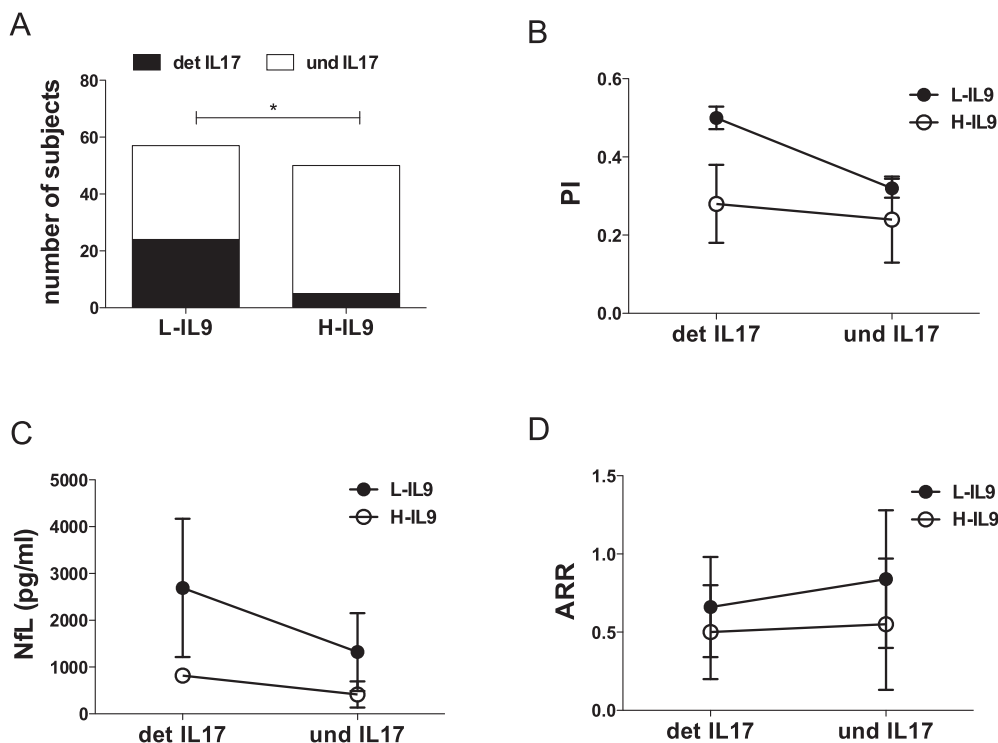 A
det IL17 und IL17
number of subjects
80
60
40
20
0
*
L-IL9 H-IL9
B
L-IL9
H-IL9
PI
0.6
0.4
0.2
0.0
det IL17 und IL17
C
L-IL9
H-IL9
NfL (pg/ml)
5000
4000
3000
2000
1000
0
det IL17 und IL17
D
L-IL9
H-IL9
ARR
1.5
1.0
0.5
0.0
det IL17 und IL17